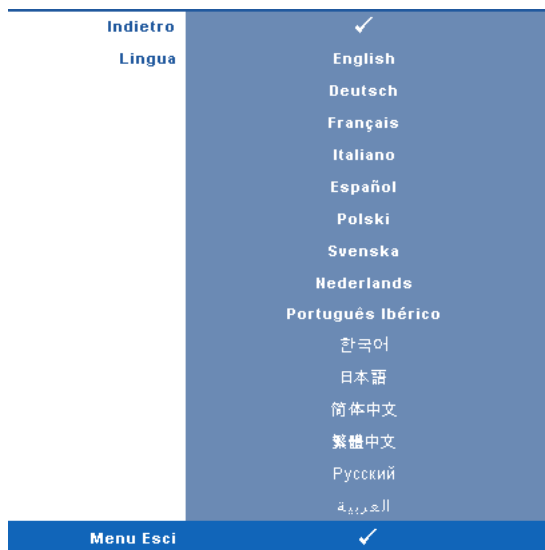 Indietro ✓
Lingua English
Deutsch
Français
Italiano
Español
Polski
Svenska
Nederlands
Português Ibérico
한국어
日本語
简体中文
繁體中文
Русский
العربية
Menu Esci ✓